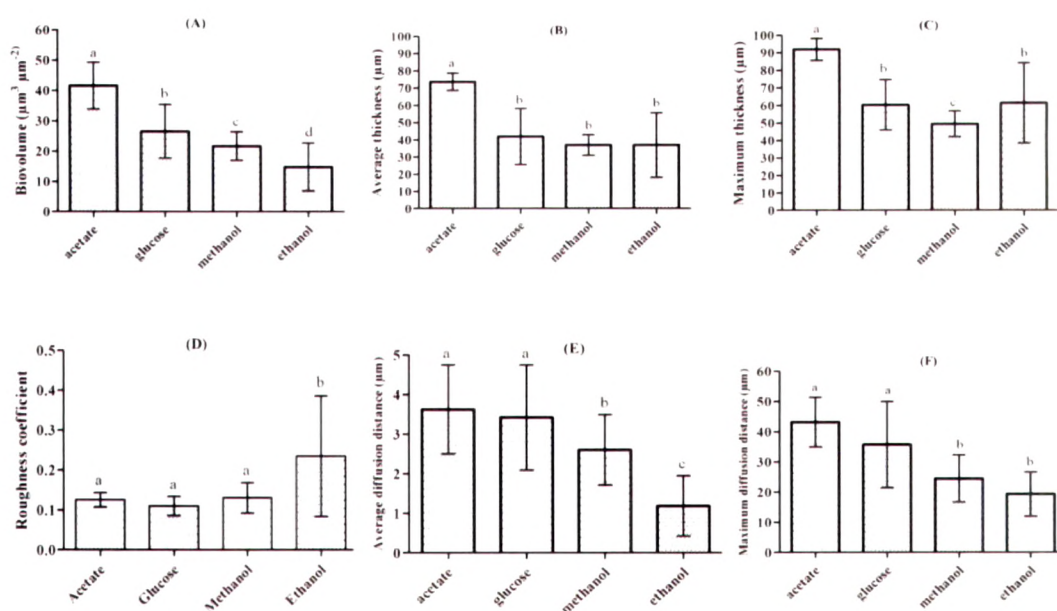 (A)
Biovolume (µm³ µm⁻²)
60
50
40
30
20
10
0
a
b
c
d
acetate
glucose
methanol
ethanol
(B)
Average thickness (µm)
100
90
80
70
60
50
40
30
20
10
0
a
b
b
b
acetate
glucose
methanol
ethanol
(C)
Maximum thickness (µm)
100
90
80
70
60
50
40
30
20
10
0
a
b
c
b
acetate
glucose
methanol
ethanol
(D)
Roughness coefficient
0.5
0.4
0.3
0.2
0.1
0.0
a
a
a
b
Acetate
Glucose
Methanol
Ethanol
(E)
Average diffusion distance (µm)
5
4
3
2
1
0
a
a
b
c
acetate
glucose
methanol
ethanol
(F)
Maximum diffusion distance (µm)
60
50
40
30
20
10
0
a
a
b
b
acetate
glucose
methanol
ethanol